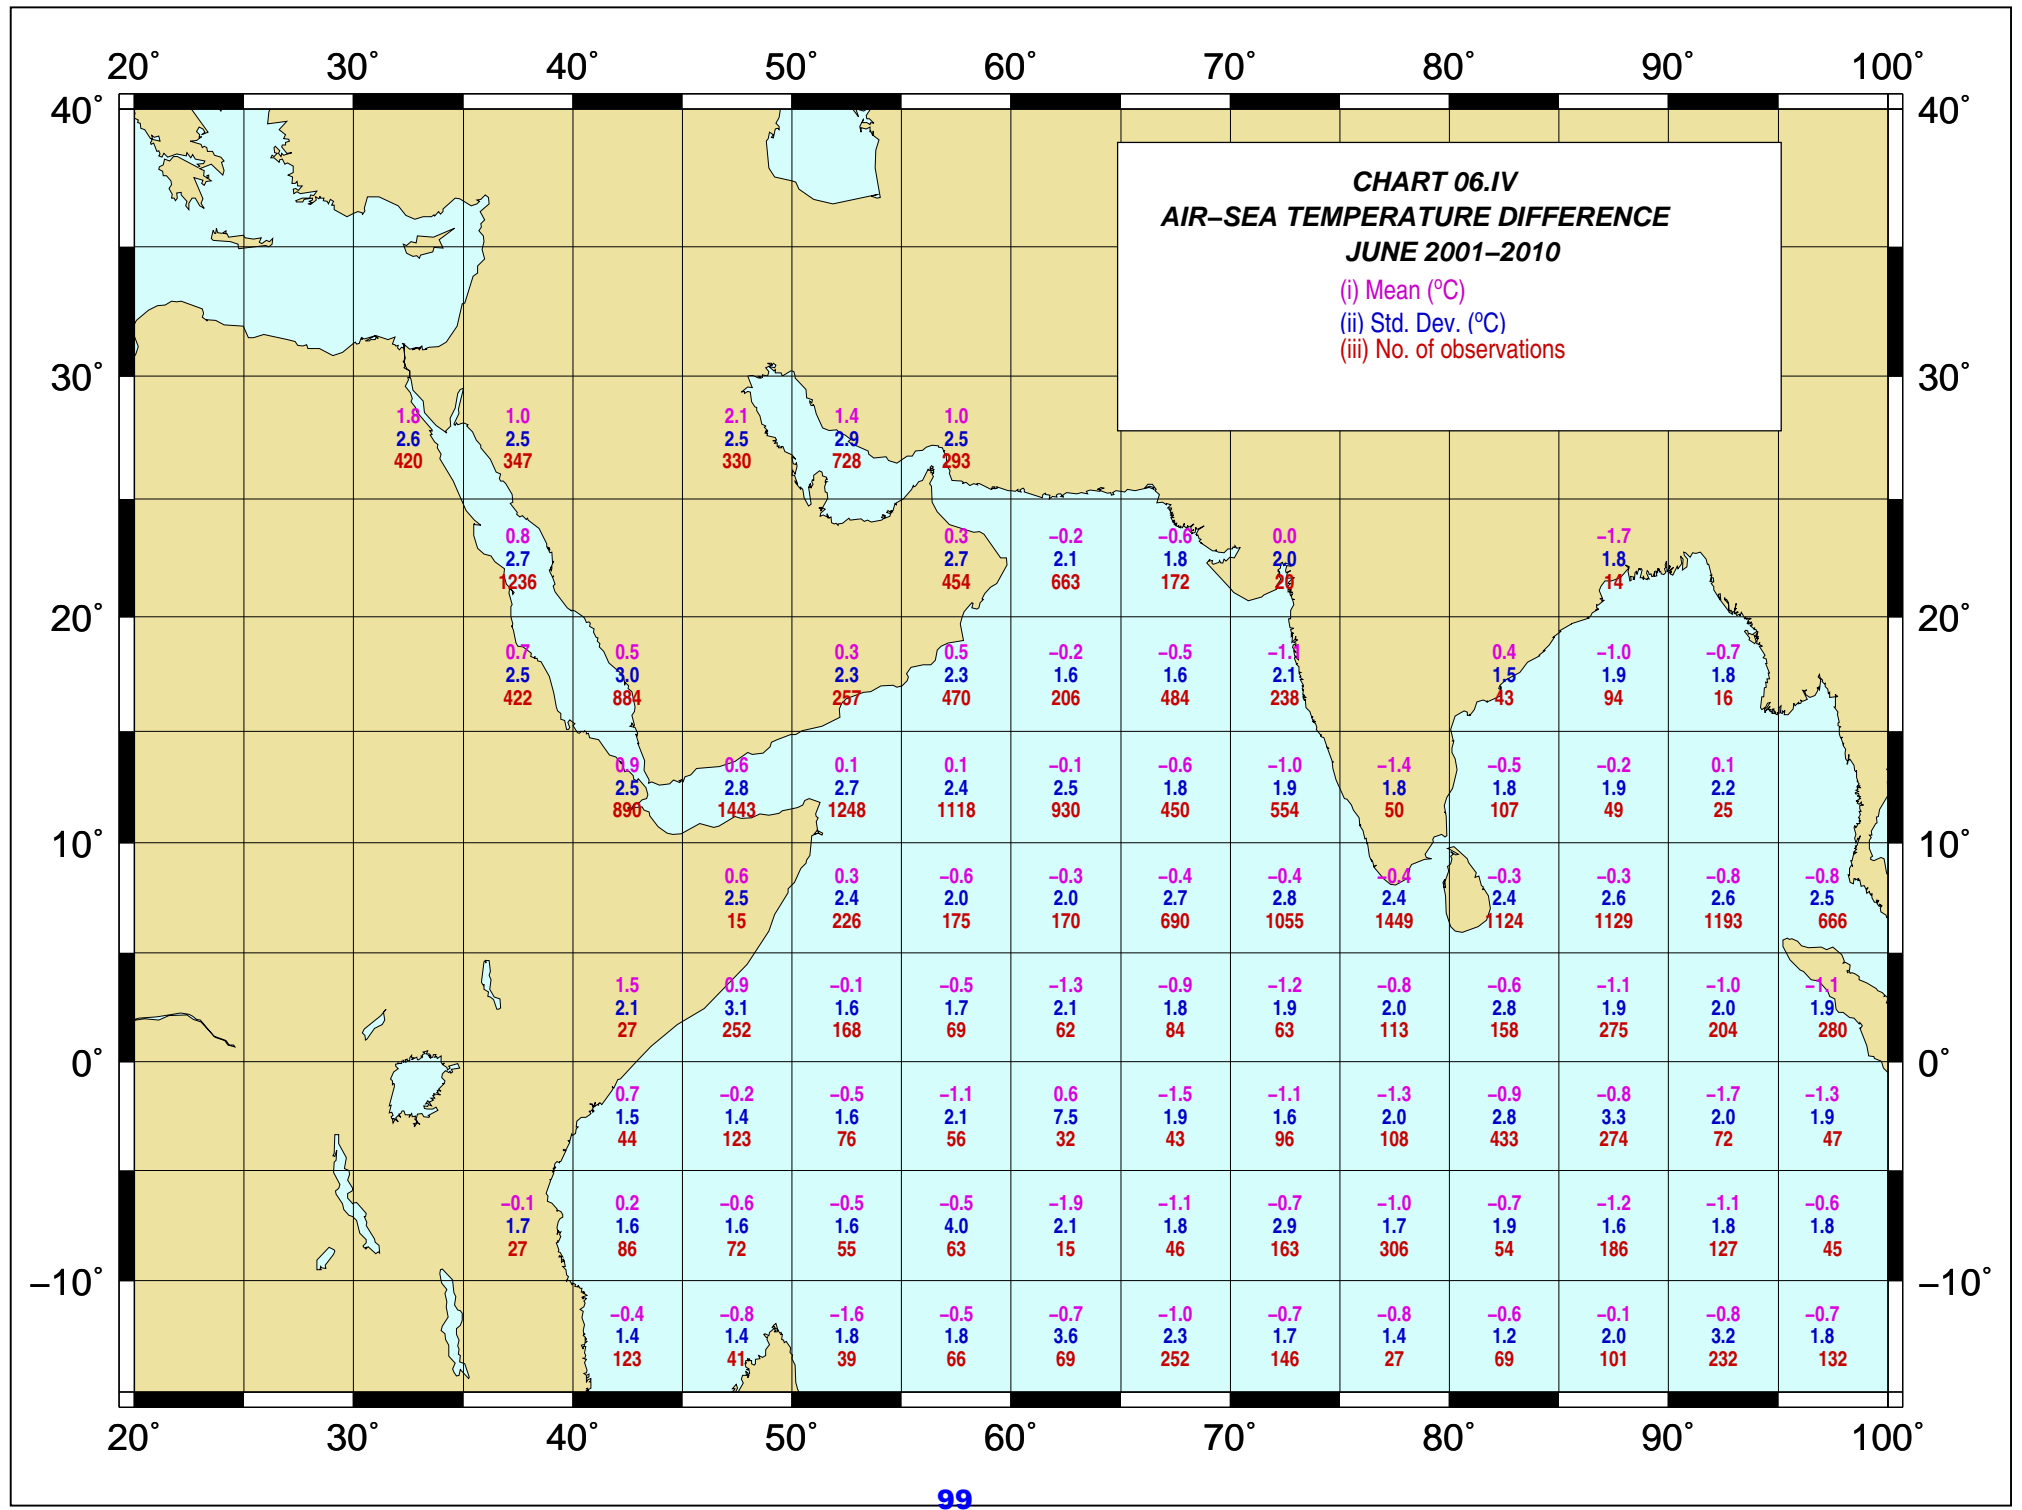 20° 30° 40° 50° 60° 70° 80° 90° 100°
40° 40°
CHART 06.IV
AIR–SEA TEMPERATURE DIFFERENCE
JUNE 2001–2010
(i) Mean (ºC)
(ii) Std. Dev. (ºC)
(iii) No. of observations
30° 30°
1.8 1.0 2.1 1.4 1.0
2.6 2.5 2.5 2.9 2.5
420 347 330 728 293
0.8 0.3 −0.2 −0.6 0.0 −1.7
2.7 2.7 2.1 1.8 2.0 1.8
1236 454 663 172 20 14
20° 20°
0.7 0.5 0.3 0.5 −0.2 −0.5 −1.1 0.4 −1.0 −0.7
2.5 3.0 2.3 2.3 1.6 1.6 2.1 1.5 1.9 1.8
422 884 257 470 206 484 238 43 94 16
0.9 0.6 0.1 0.1 −0.1 −0.6 −1.0 −1.4 −0.5 −0.2 0.1
2.5 2.8 2.7 2.4 2.5 1.8 1.9 1.8 1.8 1.9 2.2
890 1443 1248 1118 930 450 554 50 107 49 25
10° 10°
0.6 0.3 −0.6 −0.3 −0.4 −0.4 −0.4 −0.3 −0.3 −0.8 −0.8
2.5 2.4 2.0 2.0 2.7 2.8 2.4 2.4 2.6 2.6 2.5
15 226 175 170 690 1055 1449 1124 1129 1193 666
1.5 0.9 −0.1 −0.5 −1.3 −0.9 −1.2 −0.8 −0.6 −1.1 −1.0 −1.1
2.1 3.1 1.6 1.7 2.1 1.8 1.9 2.0 2.8 1.9 2.0 1.9
27 252 168 69 62 84 63 113 158 275 204 280
0° 0°
0.7 −0.2 −0.5 −1.1 0.6 −1.5 −1.1 −1.3 −0.9 −0.8 −1.7 −1.3
1.5 1.4 1.6 2.1 7.5 1.9 1.6 2.0 2.8 3.3 2.0 1.9
44 123 76 56 32 43 96 108 433 274 72 47
−0.1 0.2 −0.6 −0.5 −0.5 −1.9 −1.1 −0.7 −1.0 −0.7 −1.2 −1.1 −0.6
1.7 1.6 1.6 1.6 4.0 2.1 1.8 2.9 1.7 1.9 1.6 1.8 1.8
27 86 72 55 63 15 46 163 306 54 186 127 45
−10° −10°
−0.4 −0.8 −1.6 −0.5 −0.7 −1.0 −0.7 −0.8 −0.6 −0.1 −0.8 −0.7
1.4 1.4 1.8 1.8 3.6 2.3 1.7 1.4 1.2 2.0 3.2 1.8
123 41 39 66 69 252 146 27 69 101 232 132
20° 30° 40° 50° 60° 70° 80° 90° 100°
99